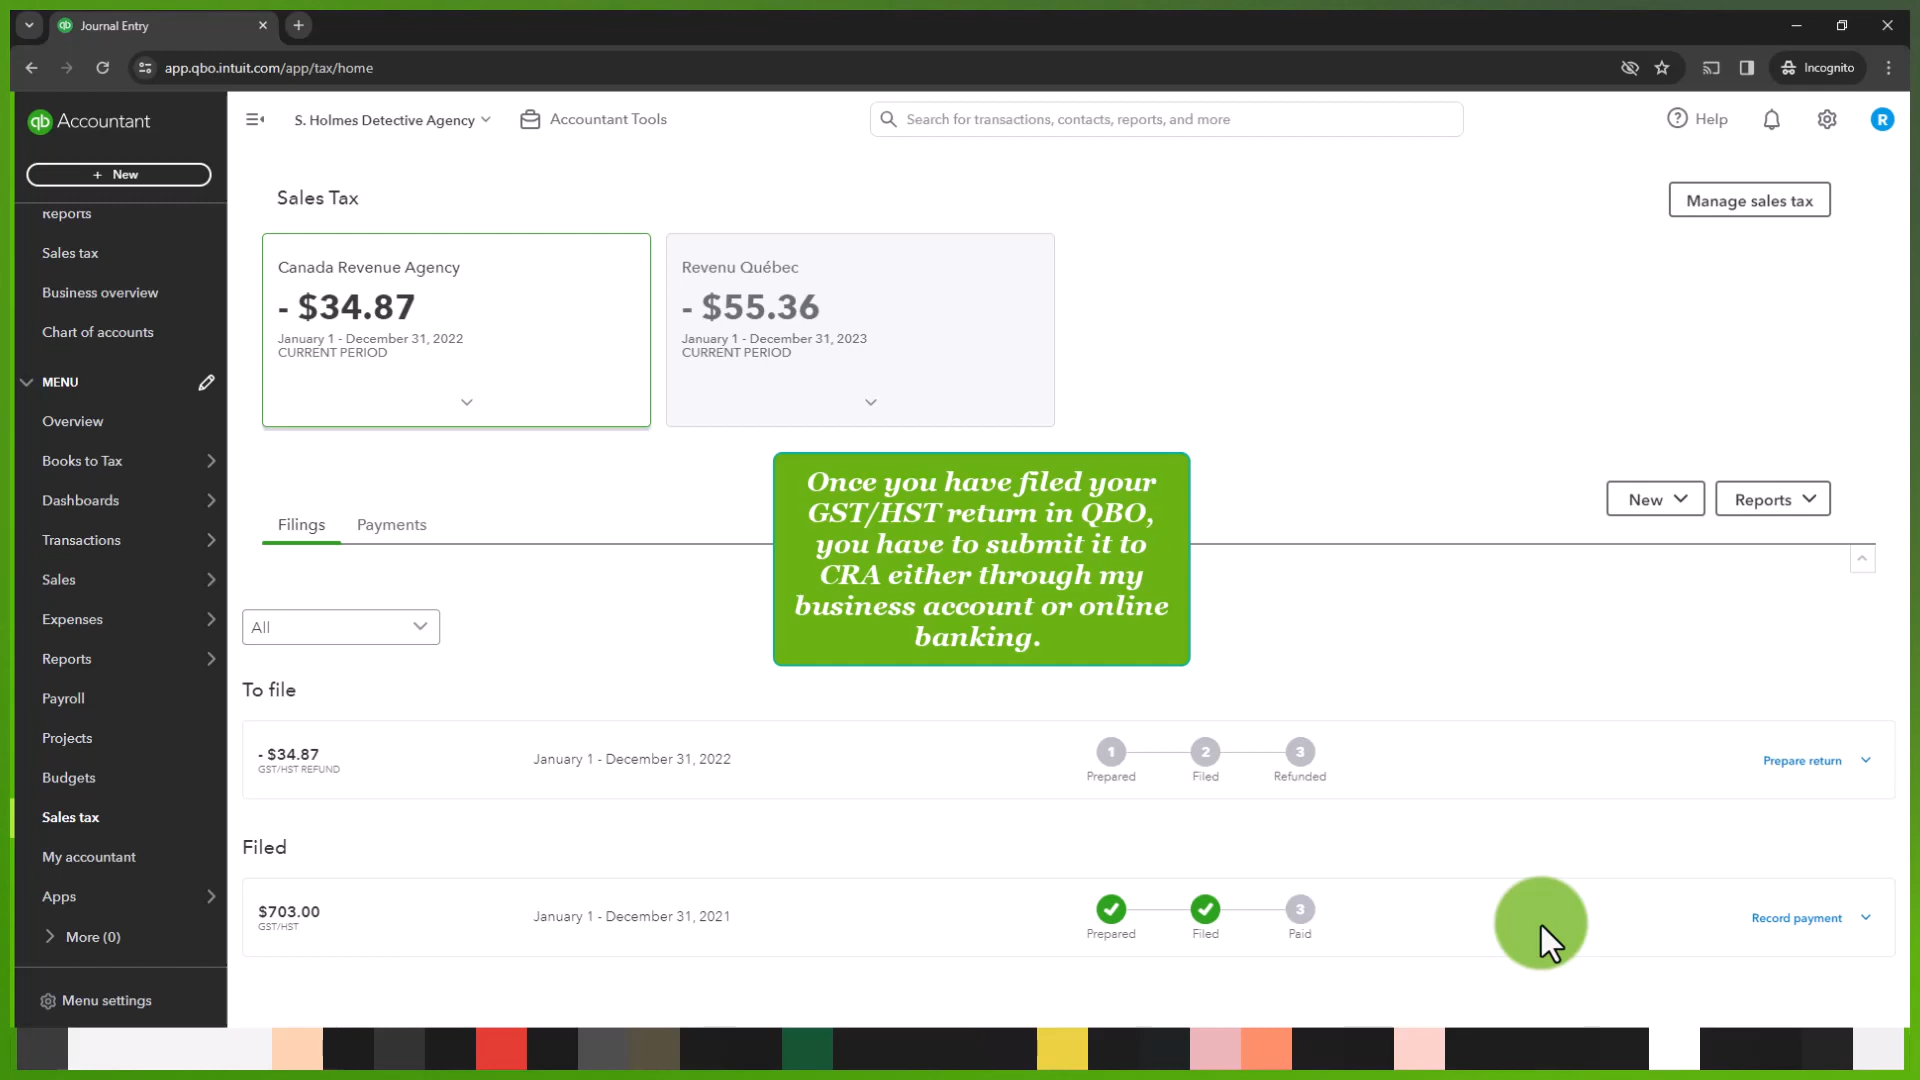 Journal Entry
app.qbo.intuit.com/app/tax/home
Incognito
qb Accountant
S. Holmes Detective Agency
Accountant Tools
Search for transactions, contacts, reports, and more
Help
R
+ New
Reports
Sales tax
Business overview
Chart of accounts
MENU
Overview
Books to Tax
Dashboards
Transactions
Sales
Expenses
Reports
Payroll
Projects
Budgets
Sales tax
My accountant
Apps
More (0)
Menu settings
Sales Tax
Manage sales tax
Canada Revenue Agency
- $34.87
January 1 - December 31, 2022
CURRENT PERIOD
Revenu Québec
- $55.36
January 1 - December 31, 2023
CURRENT PERIOD
Once you have filed your
GST/HST return in QBO,
you have to submit it to
CRA either through my
business account or online
banking.
New
Reports
Filings
Payments
All
To file
- $34.87
GST/HST REFUND
January 1 - December 31, 2022
1
2
3
Prepared
Filed
Refunded
Prepare return
Filed
$703.00
GST/HST
January 1 - December 31, 2021
3
Prepared
Filed
Paid
Record payment